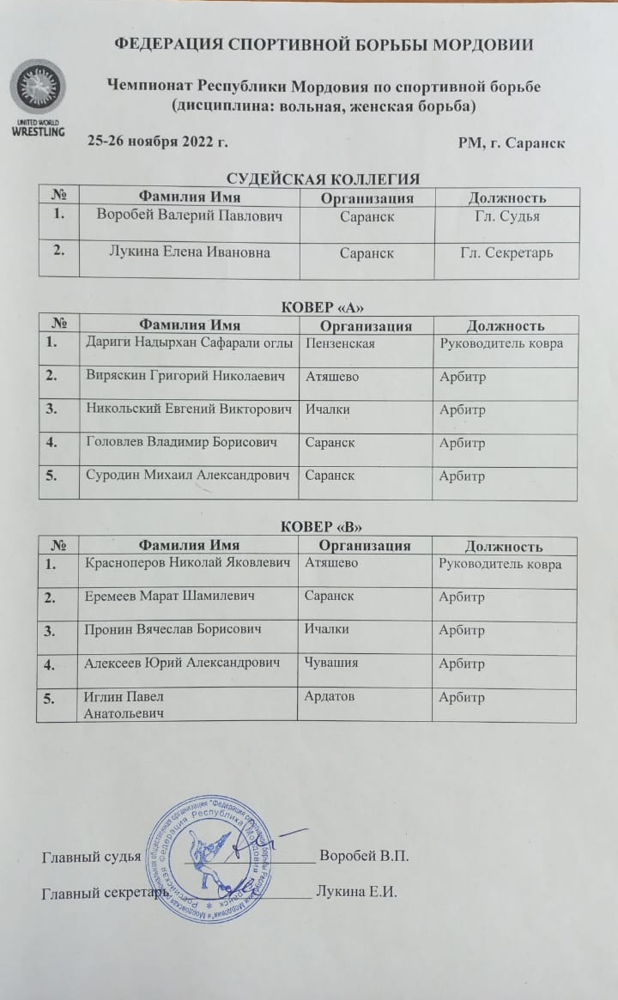 ФЕДЕРАЦИЯ СПОРТИВНОЙ БОРЬБЫ МОРДОВИИ
UNITED WORLD
WRESTLING
Чемпионат Республики Мордовия по спортивной борьбе
(дисциплина: вольная, женская борьба)
25-26 ноября 2022 г. РМ, г. Саранск
СУДЕЙСКАЯ КОЛЛЕГИЯ
№ Фамилия Имя Организация Должность
1. Воробей Валерий Павлович Саранск Гл. Судья
2. Лукина Елена Ивановна Саранск Гл. Секретарь
КОВЕР «А»
№ Фамилия Имя Организация Должность
1. Дариги Надырхан Сафарали оглы Пензенская Руководитель ковра
2. Виряскин Григорий Николаевич Атяшево Арбитр
3. Никольский Евгений Викторович Ичалки Арбитр
4. Головлев Владимир Борисович Саранск Арбитр
5. Суродин Михаил Александрович Саранск Арбитр
КОВЕР «В»
№ Фамилия Имя Организация Должность
1. Красноперов Николай Яковлевич Атяшево Руководитель ковра
2. Еремеев Марат Шамилевич Саранск Арбитр
3. Пронин Вячеслав Борисович Ичалки Арбитр
4. Алексеев Юрий Александрович Чувашия Арбитр
5. Иглин Павел Ардатов Арбитр
Анатольевич
Главный судья Воробей В.П.
Главный секретарь Лукина Е.И.
Российская Федерация Республика Мордовия г. Саранск